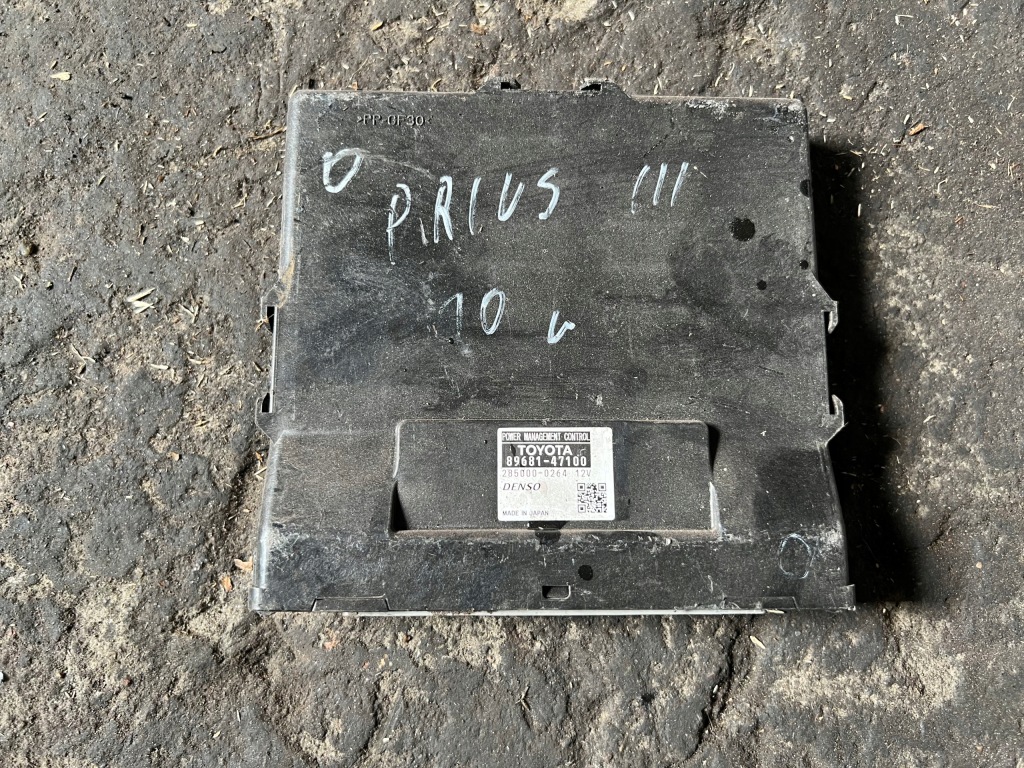 >PP-GF30<
O
PRIUS III
10 v
POWER MANAGEMENT CONTROL
TOYOTA
89681-47100
285000-0264 12V
DENSO
MADE IN JAPAN